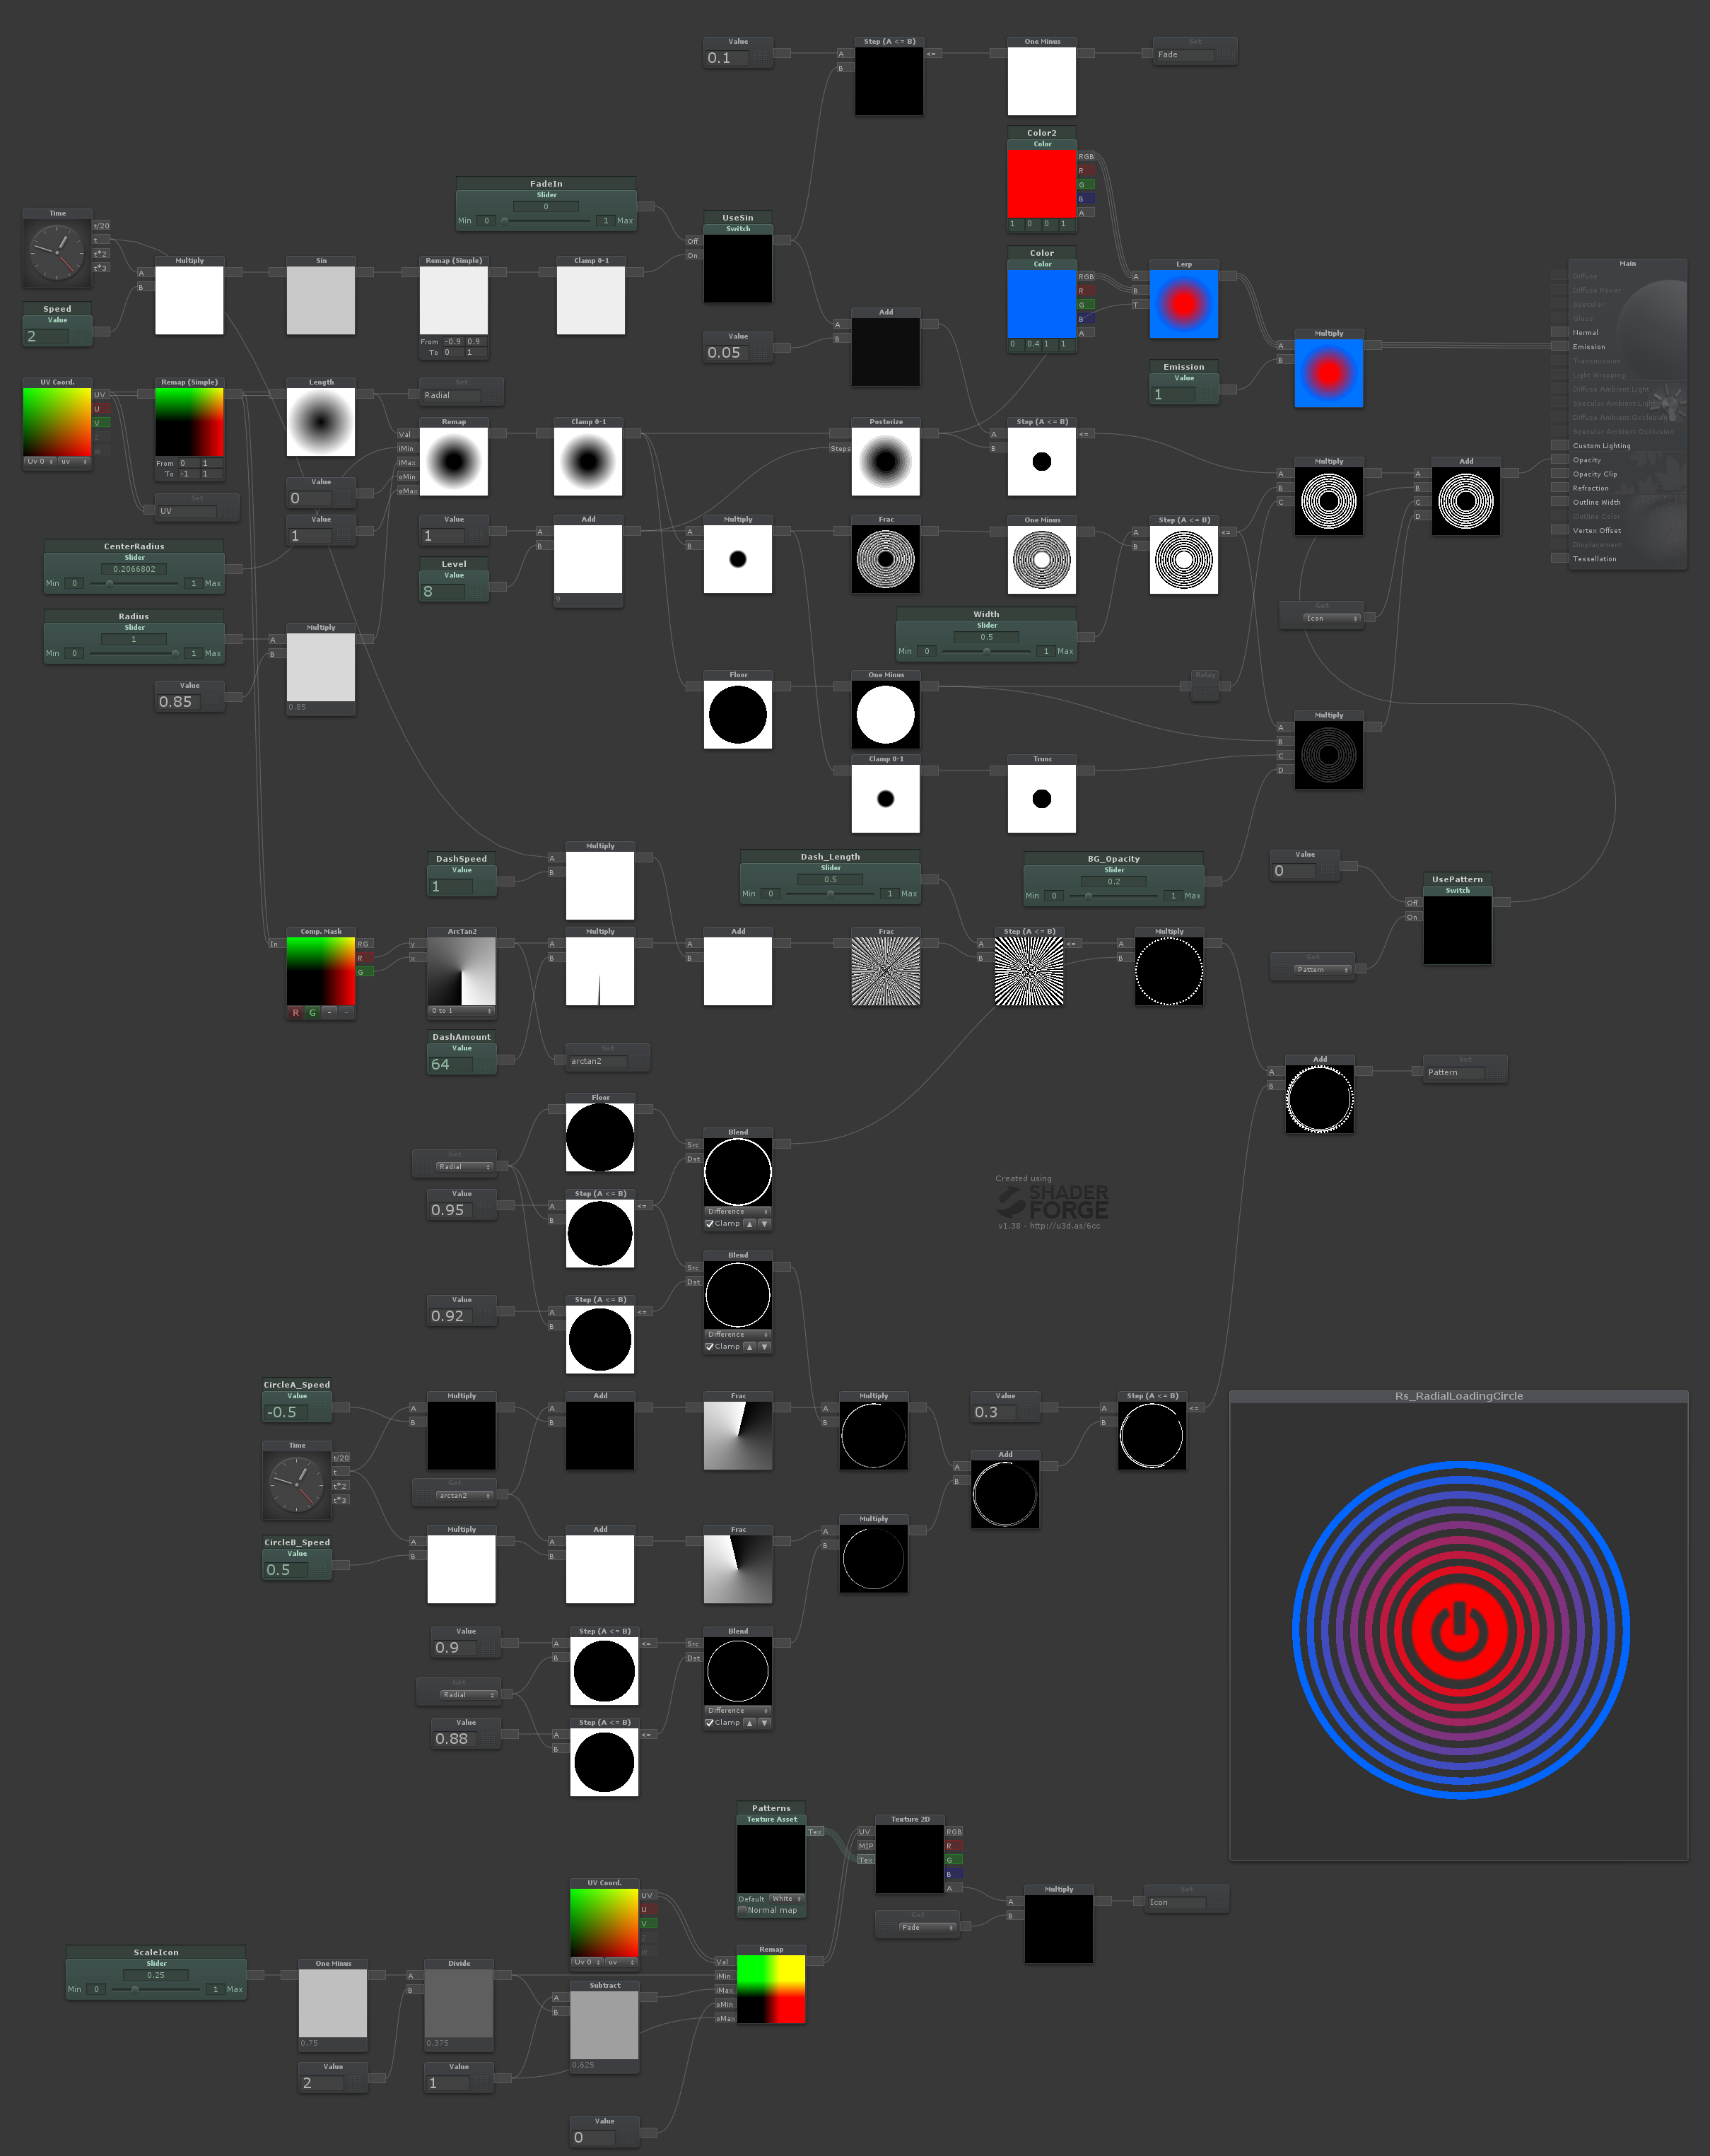 Value
0.1
Step (A <= B)
A
B
<=
One Minus
Set
Fade
Color2
Color
RGB
R
G
B
A
1 0 0 1
FadeIn
Slider
0
Min 0 1 Max
UseSin
Switch
Off
On
Time
t/20
t
t*2
t*3
Speed
Value
2
Multiply
A
B
Sin
Remap (Simple)
From -0.9 0.9
To 0 1
Clamp 0-1
Value
0.05
Add
A
B
Color
Color
RGB
R
G
B
A
0 0.4 1 1
Lerp
A
B
T
Emission
Value
1
Multiply
A
B
Main
Diffuse
Diffuse Power
Specular
Gloss
Normal
Emission
Transmission
Light Wrapping
Diffuse Ambient Light
Specular Ambient Light
Diffuse Ambient Occlusion
Specular Ambient Occlusion
Custom Lighting
Opacity
Opacity Clip
Refraction
Outline Width
Outline Color
Vertex Offset
Displacement
Tessellation
UV Coord.
UV
U
V
Z
W
Uv 0 uv
Remap (Simple)
From 0 1
To -1 1
Set
UV
Length
Set
Radial
Value
0
Value
1
Remap
Val
iMin
iMax
oMin
oMax
Clamp 0-1
Posterize
Steps
Step (A <= B)
A
B
<=
CenterRadius
Slider
0.2066802
Min 0 1 Max
Radius
Slider
1
Min 0 1 Max
Value
0.85
Multiply
A
B
0.85
Value
1
Level
Value
8
Add
A
B
9
Multiply
A
B
Frac
One Minus
Step (A <= B)
A
B
<=
Width
Slider
0.5
Min 0 1 Max
Multiply
A
B
C
Add
A
B
C
D
Get
Icon
Floor
One Minus
Relay
Clamp 0-1
Trunc
Multiply
A
B
C
D
DashSpeed
Value
1
Multiply
A
B
Dash_Length
Slider
0.5
Min 0 1 Max
BG_Opacity
Slider
0.2
Min 0 1 Max
Value
0
UsePattern
Switch
Off
On
Get
Pattern
Comp. Mask
In
RG
R
G
R G - -
ArcTan2
y
x
0 to 1
Multiply
A
B
Add
A
B
Frac
Step (A <= B)
A
B
<=
Multiply
A
B
DashAmount
Value
64
Set
arctan2
Add
A
B
Set
Pattern
Floor
Get
Radial
Value
0.95
Step (A <= B)
A
B
<=
Blend
Src
Dst
Difference
Clamp
Created using
SHADER
FORGE
v1.38 - http://u3d.as/6cc
Value
0.92
Step (A <= B)
A
B
<=
Blend
Src
Dst
Difference
Clamp
CircleA_Speed
Value
-0.5
Multiply
A
B
Add
A
B
Frac
Multiply
A
B
Value
0.3
Step (A <= B)
A
B
<=
Time
t/20
t
t*2
t*3
Get
arctan2
Add
A
B
CircleB_Speed
Value
0.5
Multiply
A
B
Add
A
B
Frac
Multiply
A
B
Rs_RadialLoadingCircle
Value
0.9
Step (A <= B)
A
B
<=
Blend
Src
Dst
Difference
Clamp
Get
Radial
Value
0.88
Step (A <= B)
A
B
<=
Patterns
Texture Asset
Tex
Default White
Normal map
Texture 2D
UV
MIP
Tex
RGB
R
G
B
A
UV Coord.
UV
U
V
Z
W
Uv 0 uv
Get
Fade
Multiply
A
B
Set
Icon
ScaleIcon
Slider
0.25
Min 0 1 Max
One Minus
0.75
Divide
A
B
0.375
Subtract
A
B
0.625
Remap
Val
iMin
iMax
oMin
oMax
Value
2
Value
1
Value
0